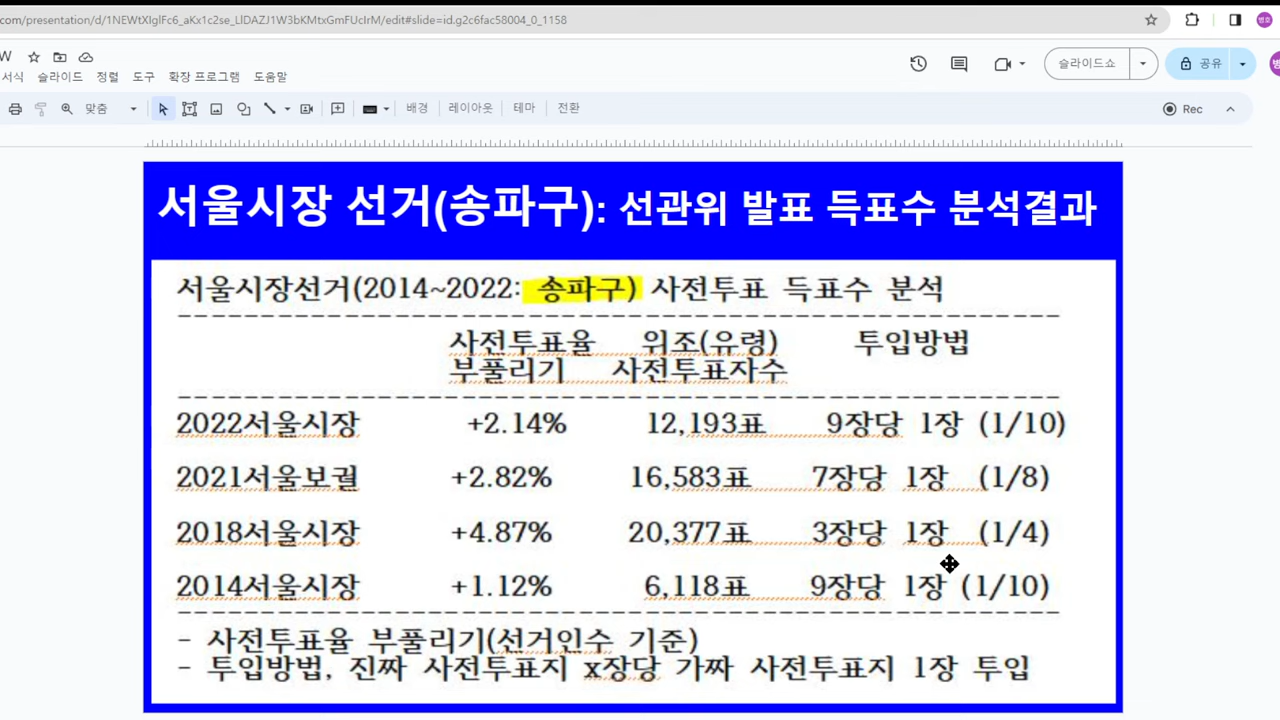 com/presentation/d/1NEWtXIglFc6_aKx1c2se_LlDAZJ1W3bKMtxGmFUcIrM/edit#slide=id.g2c6fac58004_0_1158
W
서식 슬라이드 정렬 도구 확장 프로그램 도움말
슬라이드쇼
공유
맞춤
배경 레이아웃 테마 전환
Rec
서울시장 선거(송파구): 선관위 발표 득표수 분석결과
서울시장선거(2014~2022: 송파구) 사전투표 득표수 분석
사전투표율 위조(유령) 투입방법
부풀리기 사전투표자수
2022서울시장 +2.14% 12,193표 9장당 1장 (1/10)
2021서울보궐 +2.82% 16,583표 7장당 1장 (1/8)
2018서울시장 +4.87% 20,377표 3장당 1장 (1/4)
2014서울시장 +1.12% 6,118표 9장당 1장 (1/10)
- 사전투표율 부풀리기(선거인수 기준)
- 투입방법, 진짜 사전투표지 x장당 가짜 사전투표지 1장 투입